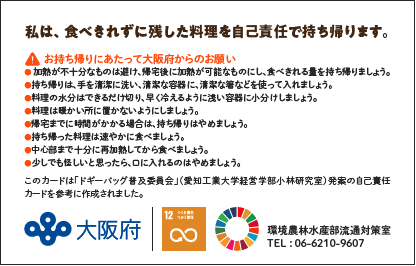 私は、食べきれずに残した料理を自己責任で持ち帰ります。
お持ち帰りにあたって大阪府からのお願い
●加熱が不十分なものは避け、帰宅後に加熱が可能なものにし、食べきれる量を持ち帰りましょう。
●持ち帰りは、手を清潔に洗い、清潔な容器に、清潔な箸などを使って入れましょう。
●料理の水分はできるだけ切り、早く冷えるように浅い容器に小分けしましょう。
●料理は暖かい所に置かないようにしましょう。
●帰宅までに時間がかかる場合は、持ち帰りはやめましょう。
●持ち帰った料理は速やかに食べましょう。
●中心部まで十分に再加熱してから食べましょう。
●少しでも怪しいと思ったら、口に入れるのはやめましょう。
このカードは「ドギーバッグ普及委員会」（愛知工業大学経営学部小林研究室）発案の自己責任
カードを参考に作成されました。
大阪府
12 つくる責任
つかう責任
環境農林水産部流通対策室
TEL : 06-6210-9607